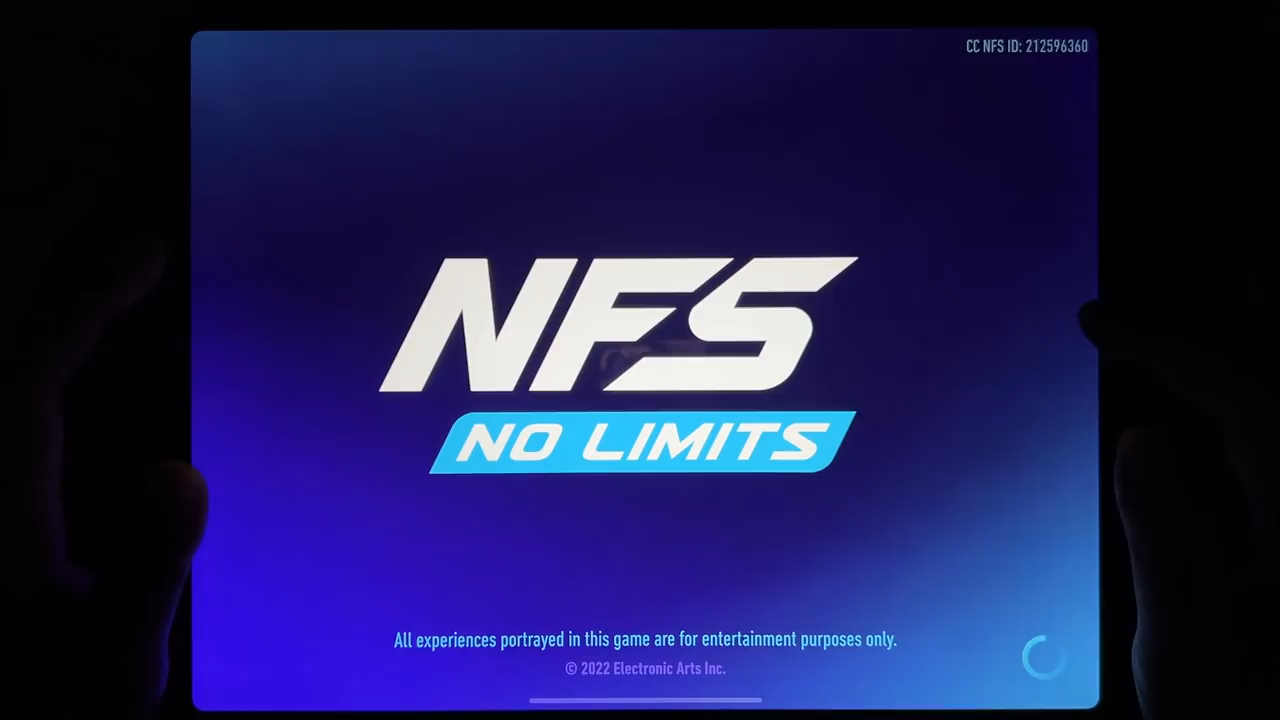 CC NFS ID: 212596360
NFS
NO LIMITS
All experiences portrayed in this game are for entertainment purposes only.
© 2022 Electronic Arts Inc.